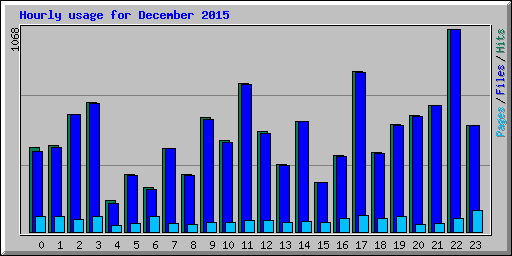 Hourly usage for December 2015
1068
Pages/Files/Hits
0 1 2 3 4 5 6 7 8 9 10 11 12 13 14 15 16 17 18 19 20 21 22 23